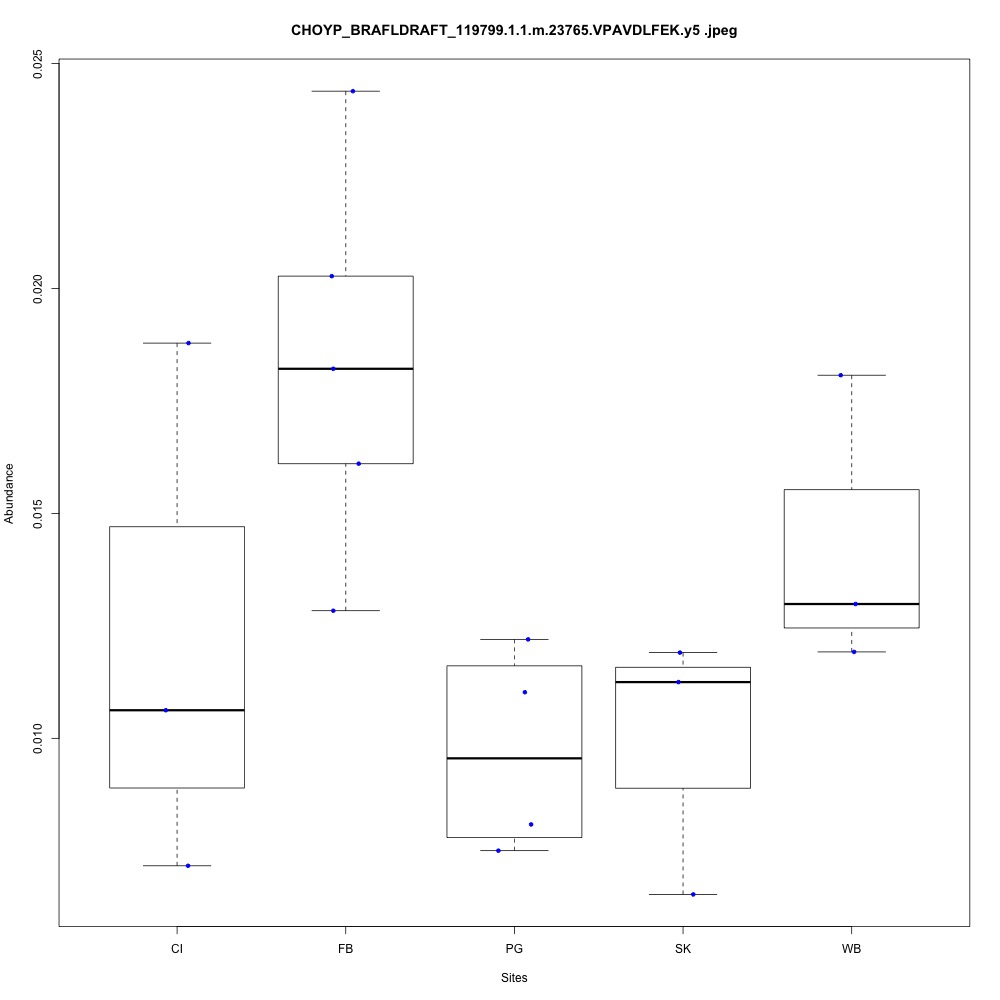 CHOYP_BRAFLDRAFT_119799.1.1.m.23765.VPAVDLFEK.y5 .jpeg
0.025
0.020
0.015
0.010
Abundance
CI FB PG SK WB
Sites